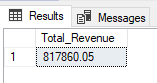 Results Messages
Total_Revenue
1 817860.05